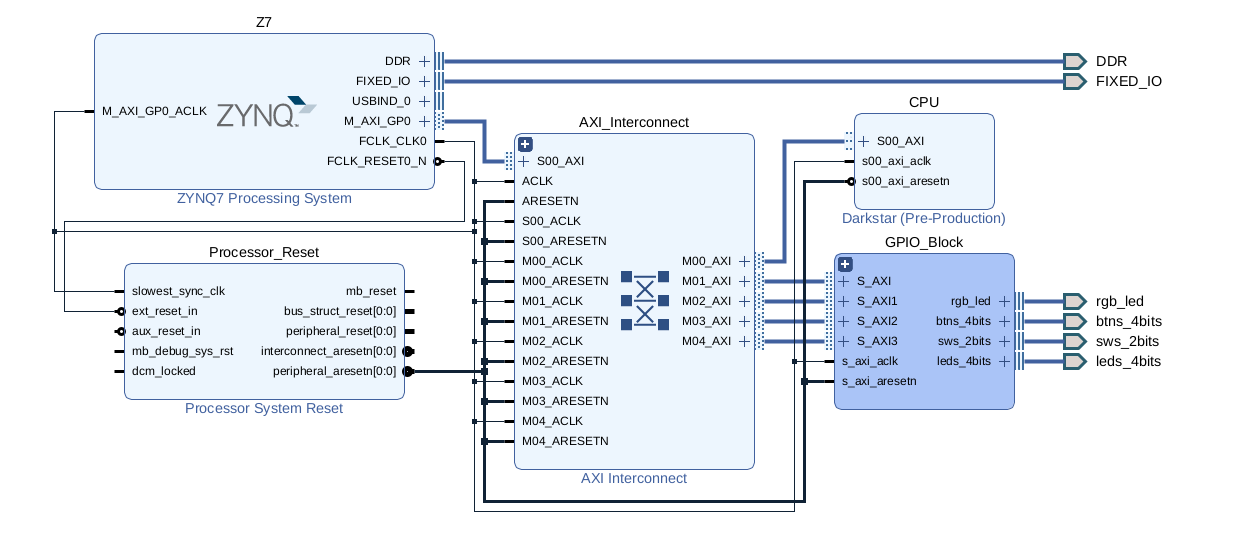 Z7
DDR
FIXED_IO
USBIND_0
M_AXI_GP0_ACLK
ZYNQ
M_AXI_GP0
FCLK_CLK0
FCLK_RESET0_N
ZYNQ7 Processing System
Processor_Reset
slowest_sync_clk
ext_reset_in
aux_reset_in
mb_debug_sys_rst
dcm_locked
mb_reset
bus_struct_reset[0:0]
peripheral_reset[0:0]
interconnect_aresetn[0:0]
peripheral_aresetn[0:0]
Processor System Reset
AXI_Interconnect
S00_AXI
ACLK
ARESETN
S00_ACLK
S00_ARESETN
M00_ACLK
M00_ARESETN
M01_ACLK
M01_ARESETN
M02_ACLK
M02_ARESETN
M03_ACLK
M03_ARESETN
M04_ACLK
M04_ARESETN
M00_AXI
M01_AXI
M02_AXI
M03_AXI
M04_AXI
AXI Interconnect
CPU
S00_AXI
s00_axi_aclk
s00_axi_aresetn
Darkstar (Pre-Production)
GPIO_Block
S_AXI
S_AXI1
S_AXI2
S_AXI3
s_axi_aclk
s_axi_aresetn
rgb_led
btns_4bits
sws_2bits
leds_4bits
DDR
FIXED_IO
rgb_led
btns_4bits
sws_2bits
leds_4bits